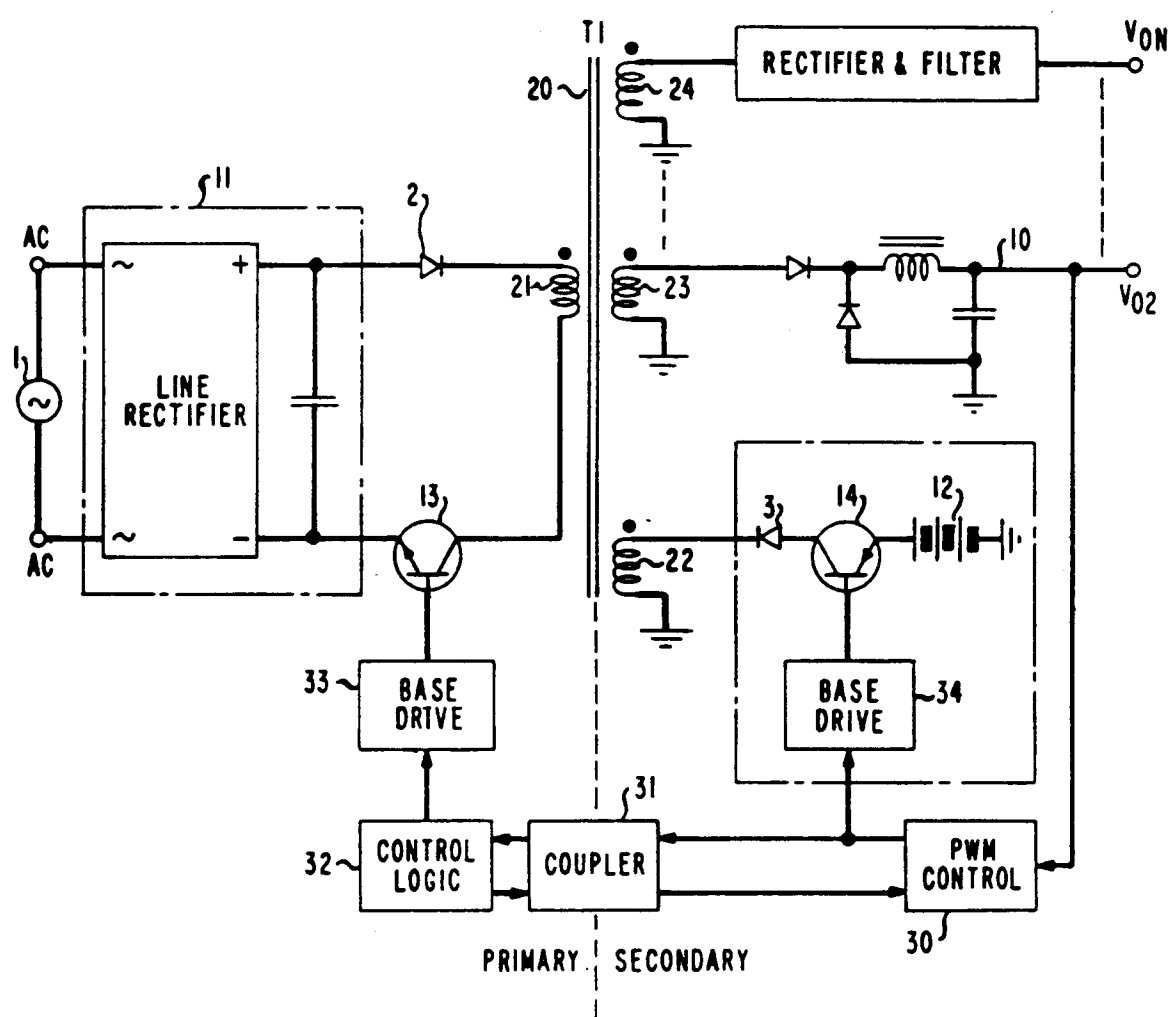 T1
20
24
RECTIFIER & FILTER
VON
11
2
AC
~
+
21
23
10
VO2
1
~
LINE
RECTIFIER
13
3
14
12
~
−
AC
22
33
BASE
DRTVE
BASE
DRIVE
34
31
32
CONTROL
LOGIC
COUPLER
PWM
CONTROL
30
PRIMARY
SECONDARY